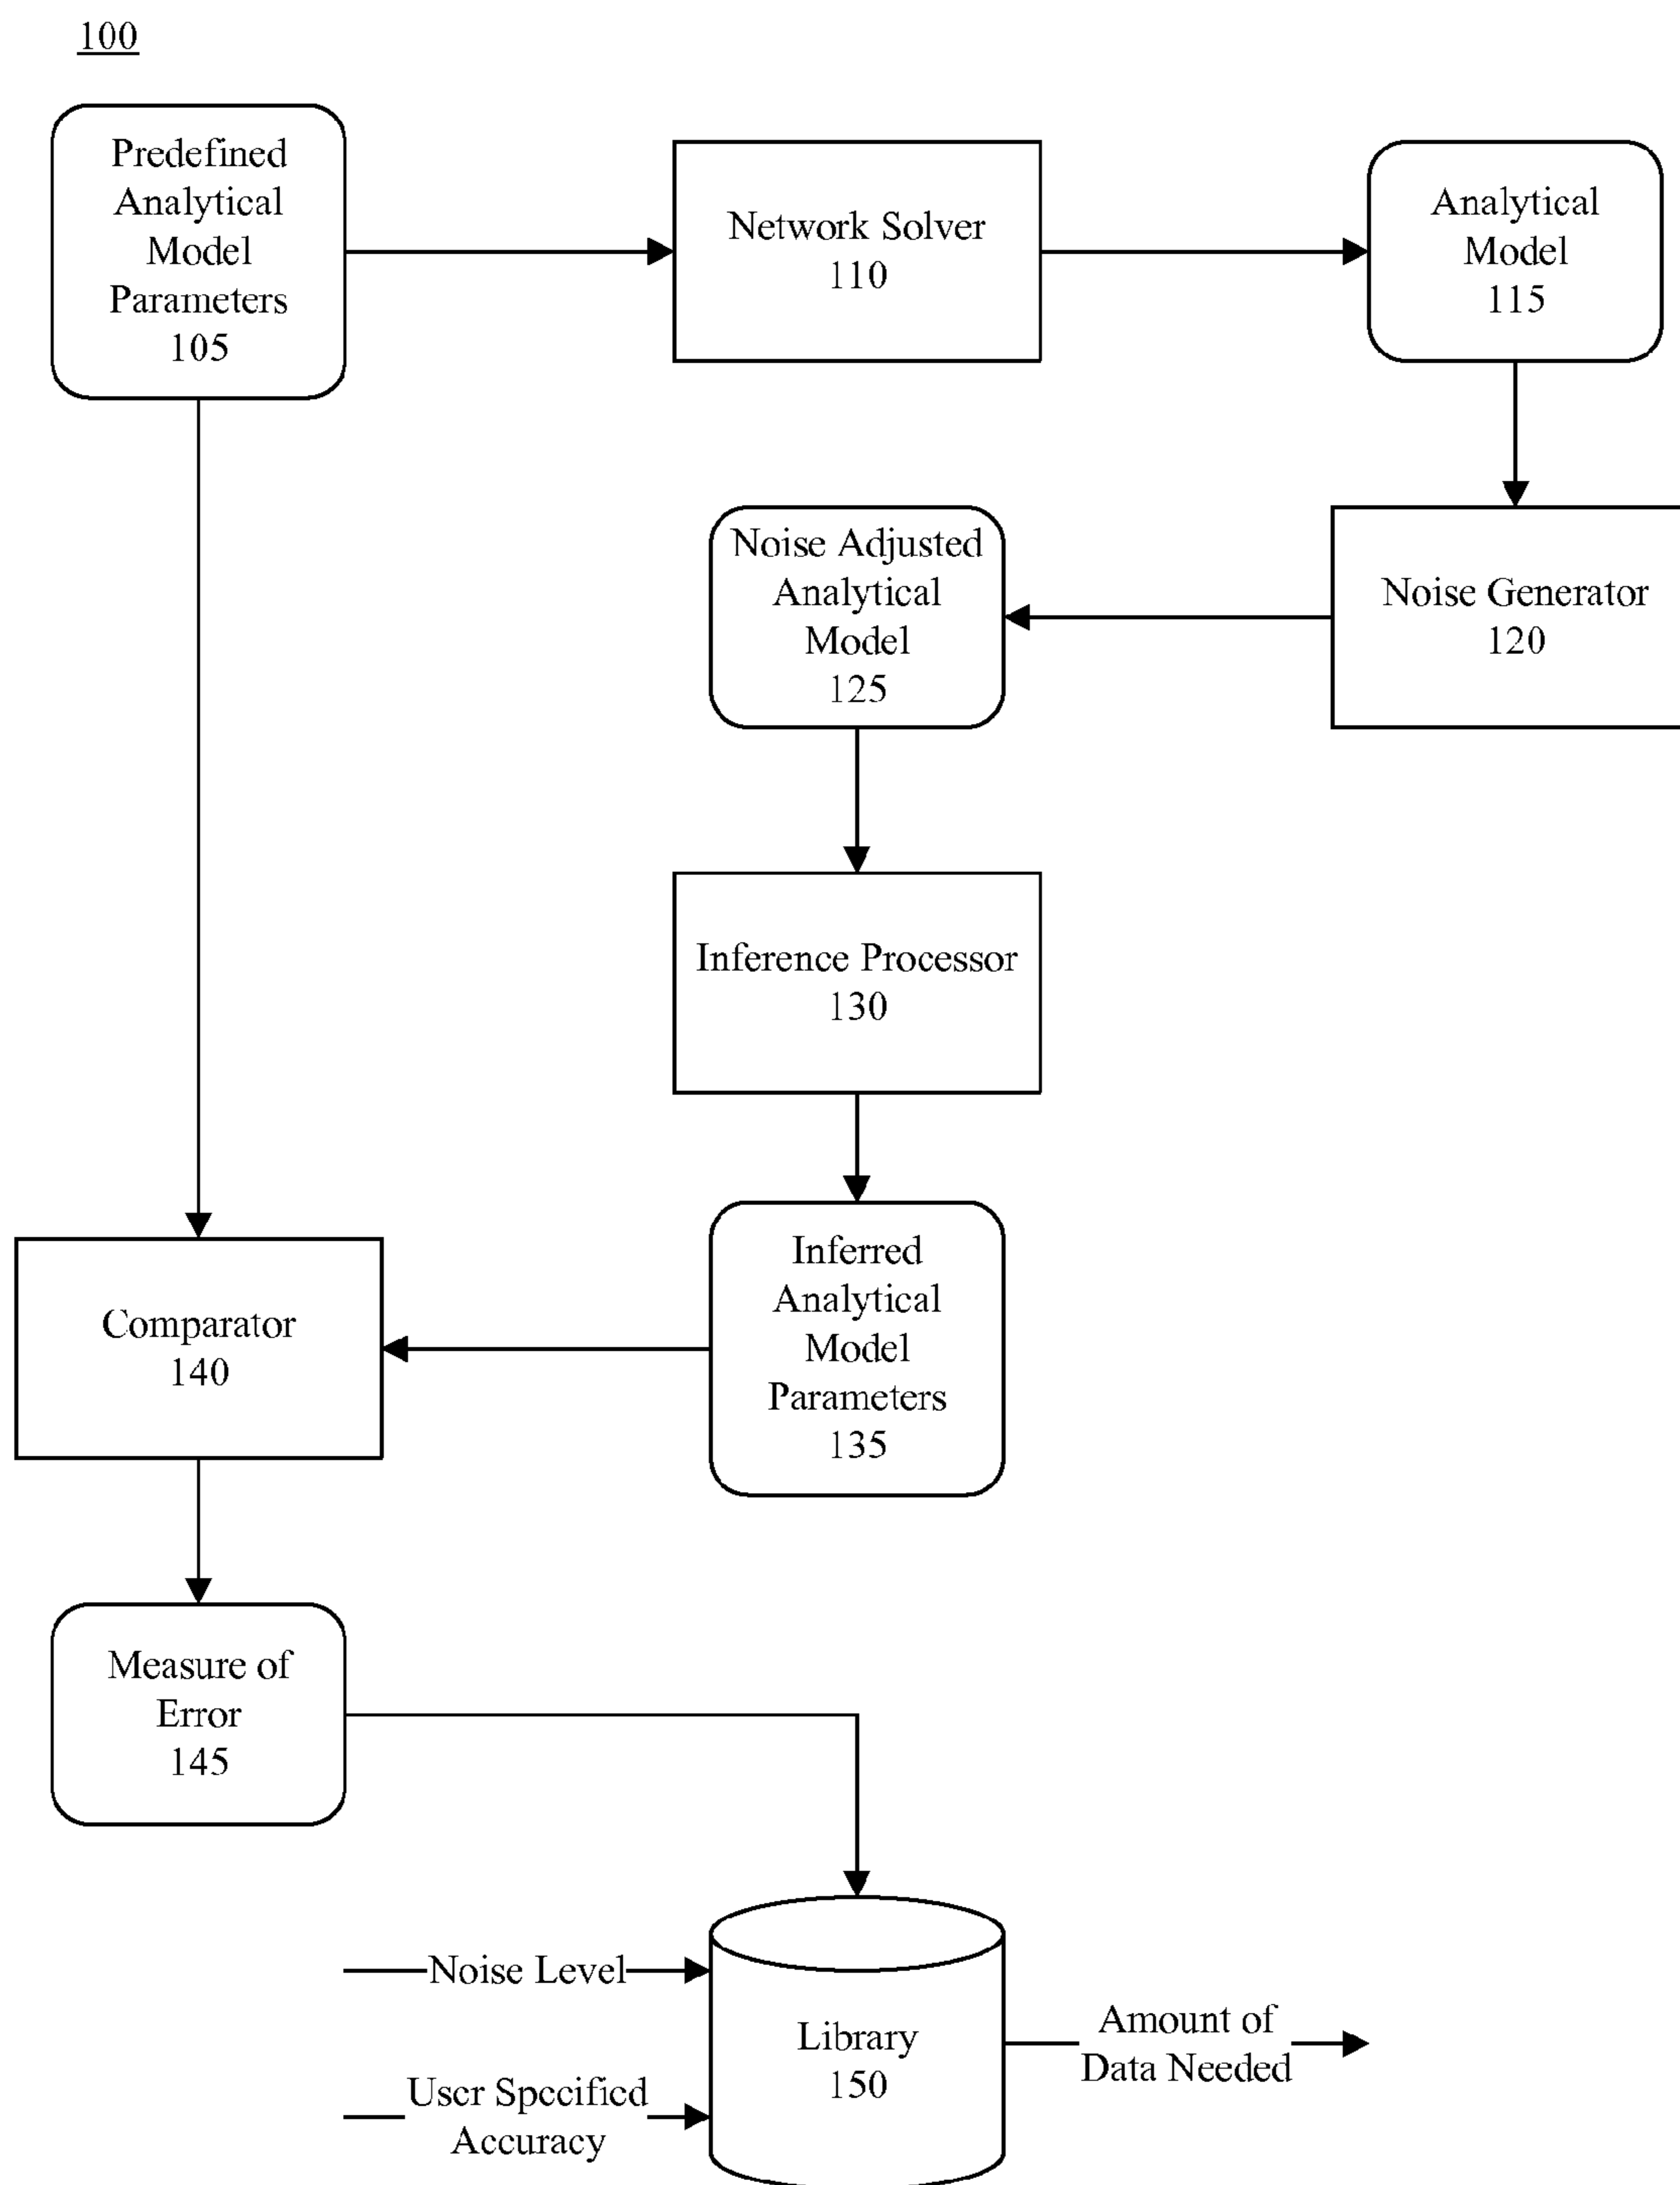 100
Predefined
Analytical
Model
Parameters
105
Network Solver
110
Analytical
Model
115
Noise Adjusted
Analytical
Model
125
Noise Generator
120
Inference Processor
130
Inferred
Analytical
Model
Parameters
135
Comparator
140
Measure of
Error
145
Noise Level
User Specified
Accuracy
Library
150
Amount of
Data Needed